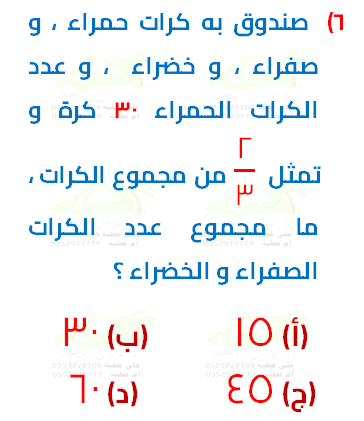 ٦) صندوق به كرات حمراء ، و
صفراء ، و خضراء ، و عدد
الكرات الحمراء ٣٠ كرة و
تمثل ٢/٣ من مجموع الكرات ،
ما مجموع عدد الكرات
الصفراء و الخضراء ؟
(أ) ١٥ (ب) ٣٠
(ج) ٤٥ (د) ٦٠